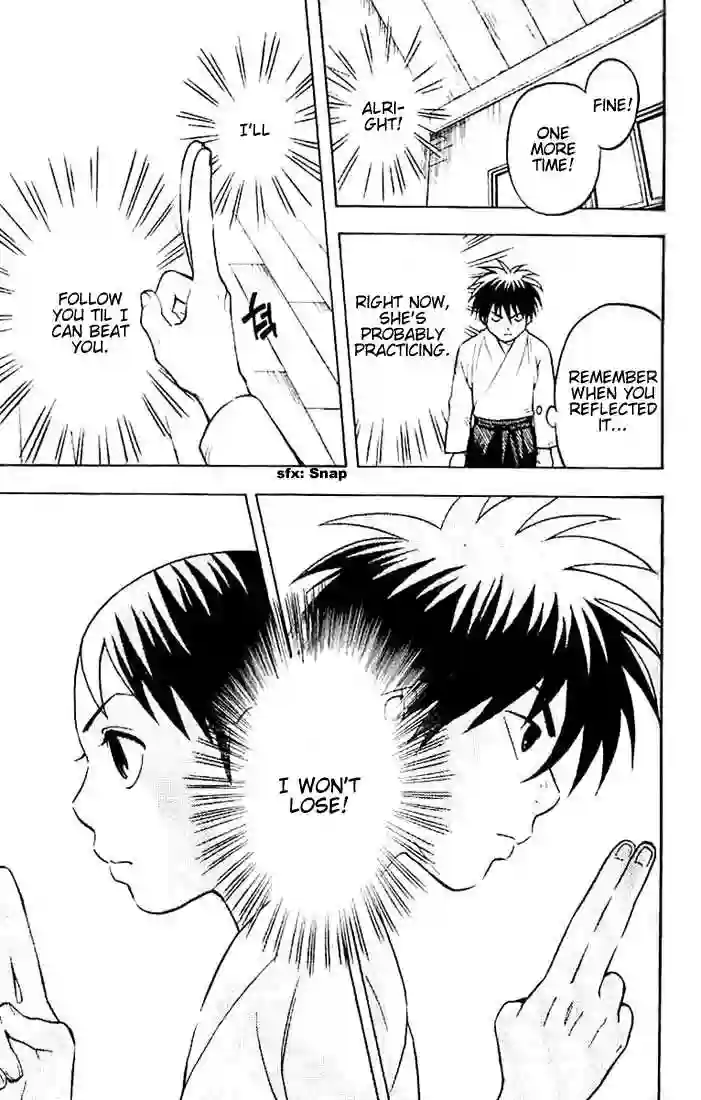 FINE!
ONE
MORE
TIME!
ALRI-
GHT!
REMEMBER
WHEN YOU
REFLECTED
IT...
RIGHT NOW,
SHE'S
PROBABLY
PRACTICING.
I'LL
FOLLOW
YOU TIL I
CAN BEAT
YOU.
sfx: Snap
I WON'T
LOSE!